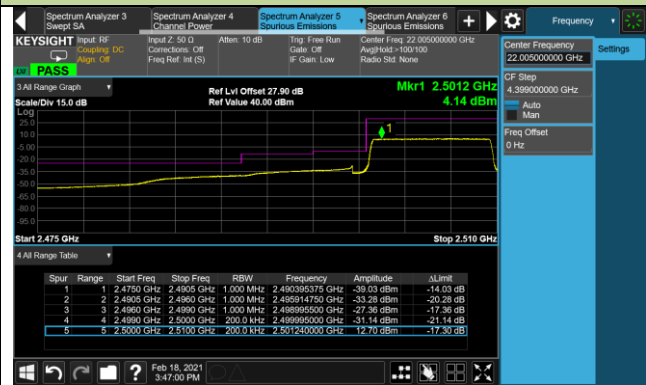 Spectrum Analyzer 3
Swept SA
Spectrum Analyzer 4
Channel Power
Spectrum Analyzer 5
Spurious Emissions
Spectrum Analyzer 6
Spurious Emissions
Frequency
KEYSIGHT
Input: RF
Coupling: DC
Align: Off
Input Z: 50 Ω
Corrections: Off
Freq Ref: Int (S)
Atten: 10 dB
Trig: Free Run
Gate: Off
IF Gain: Low
Center Freq: 22.005000000 GHz
Avg|Hold:>100/100
Radio Std: None
PASS
Center Frequency
22.005000000 GHz
Settings
CF Step
4.399000000 GHz
Auto
Man
Freq Offset
0 Hz
3 All Range Graph
Scale/Div 15.0 dB
Ref Lvl Offset 27.90 dB
Ref Value 40.00 dBm
Mkr1 2.5012 GHz
4.14 dBm
Log
25.0
10.0
-5.00
-20.0
-35.0
-50.0
-65.0
-80.0
-95.0
1
Start 2.475 GHz
Stop 2.510 GHz
4 All Range Table
Spur Range Start Freq Stop Freq RBW Frequency Amplitude ΔLimit
1 1 2.4750 GHz 2.4905 GHz 1.000 MHz 2.490395375 GHz -39.03 dBm -14.03 dB
2 2 2.4905 GHz 2.4960 GHz 1.000 MHz 2.495914750 GHz -33.28 dBm -20.28 dB
3 3 2.4960 GHz 2.4990 GHz 1.000 MHz 2.498995500 GHz -27.36 dBm -17.36 dB
4 4 2.4990 GHz 2.5000 GHz 200.0 kHz 2.499995000 GHz -31.14 dBm -21.14 dB
5 5 2.5000 GHz 2.5100 GHz 200.0 kHz 2.501240000 GHz 12.70 dBm -17.30 dB
Feb 18, 2021
3:47:00 PM